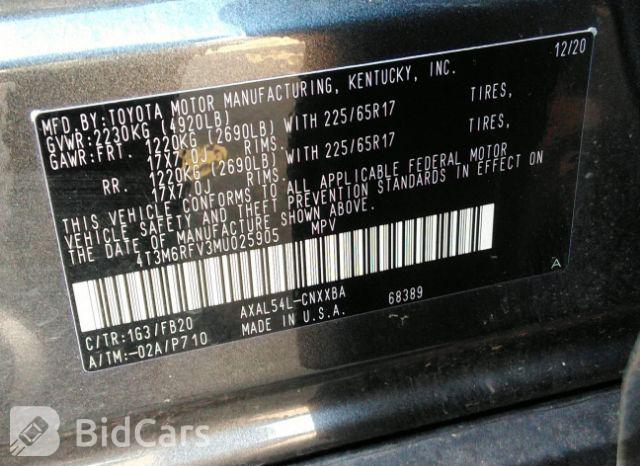 12/20
MFD.BY:TOYOTA MOTOR MANUFACTURING, KENTUCKY, INC.
GVWR:2230KG (4920LB)
GAWR:FRT. 1220KG (2690LB) WITH 225/65R17 TIRES,
17X7.0J RIMS.
RR. 1220KG (2690LB) WITH 225/65R17 TIRES,
17X7.0J RIMS.
THIS VEHICLE CONFORMS TO ALL APPLICABLE FEDERAL MOTOR
VEHICLE SAFETY AND THEFT PREVENTION STANDARDS IN EFFECT ON
THE DATE OF MANUFACTURE SHOWN ABOVE.
4T3M6RFV3MU025905 MPV
A
C/TR:1G3/FB20 AXAL54L-CNXXBA 68389
A/TM:-02A/P710 MADE IN U.S.A.
BidCars